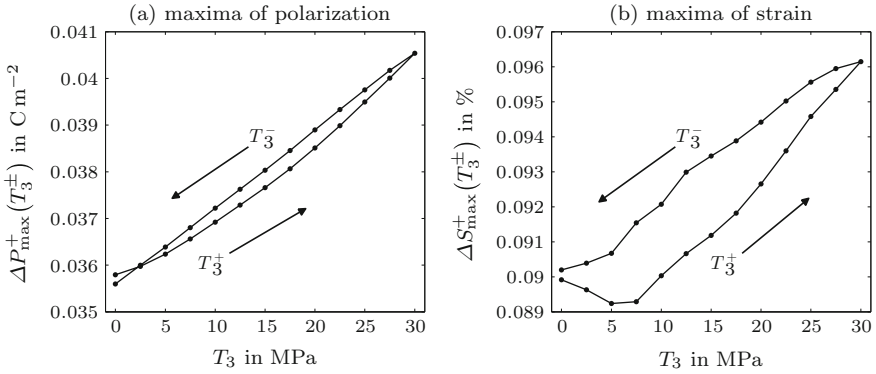 (a) maxima of polarization
0.041
0.04
0.039
0.038
0.037
0.036
0.035
ΔP⁺max(T₃^±) in C m⁻²
T₃⁻
T₃⁺
0 5 10 15 20 25 30
T₃ in MPa
(b) maxima of strain
0.097
0.096
0.095
0.094
0.093
0.092
0.091
0.09
0.089
ΔS⁺max(T₃^±) in %
T₃⁻
T₃⁺
0 5 10 15 20 25 30
T₃ in MPa